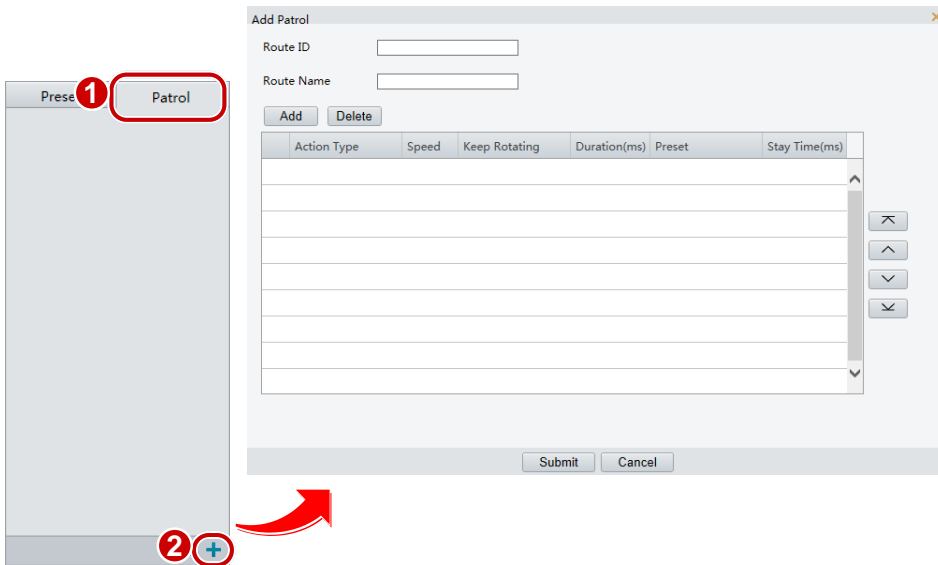 Add Patrol
Route ID
Route Name
1
Prese
Patrol
Add Delete
Action Type Speed Keep Rotating Duration(ms) Preset Stay Time(ms)
Submit Cancel
2